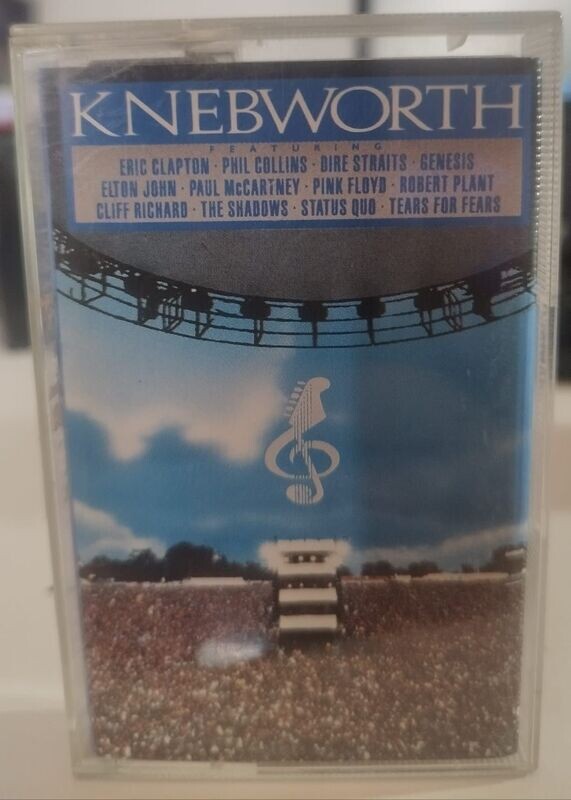 KNEBWORTH
FEATURING
ERIC CLAPTON · PHIL COLLINS · DIRE STRAITS · GENESIS
ELTON JOHN · PAUL McCARTNEY · PINK FLOYD · ROBERT PLANT
CLIFF RICHARD · THE SHADOWS · STATUS QUO · TEARS FOR FEARS